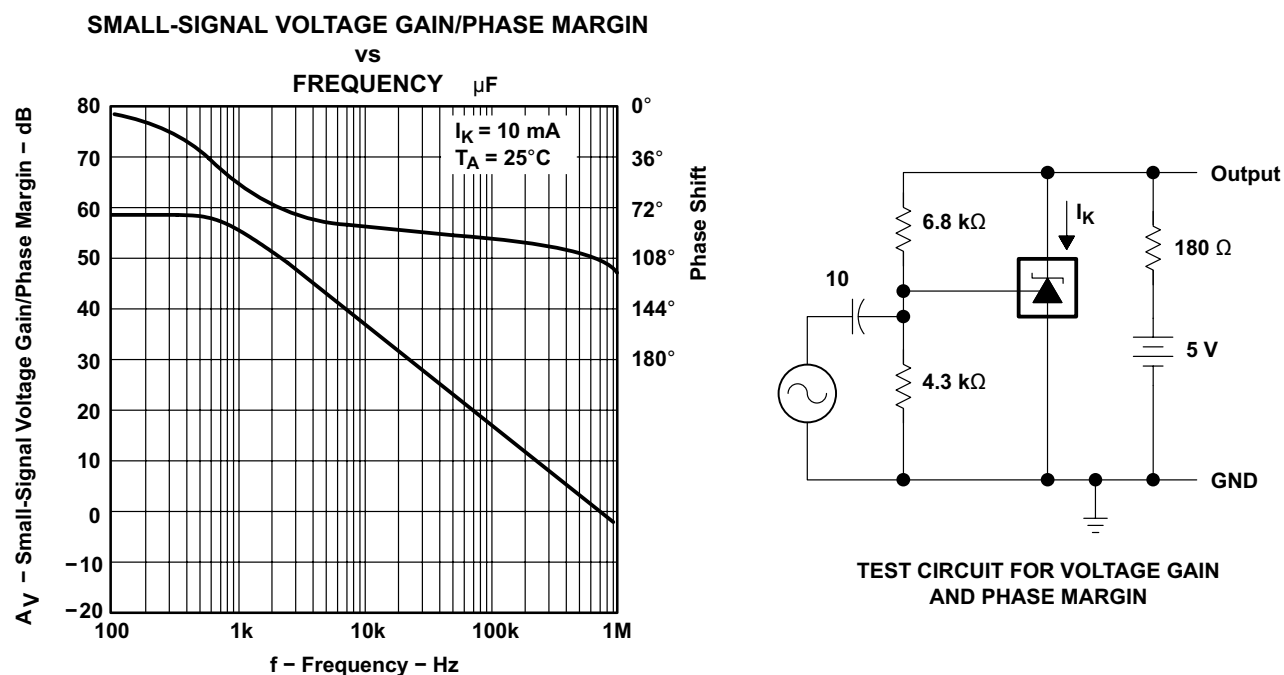 SMALL-SIGNAL VOLTAGE GAIN/PHASE MARGIN
vs
FREQUENCY µF
A_V − Small-Signal Voltage Gain/Phase Margin − dB
80
70
60
50
40
30
20
10
0
−10
−20
I_K = 10 mA
T_A = 25°C
0°
36°
72°
108°
144°
180°
Phase Shift
100 1k 10k 100k 1M
f − Frequency − Hz
Output
I_K
6.8 kΩ
180 Ω
10
5 V
4.3 kΩ
GND
TEST CIRCUIT FOR VOLTAGE GAIN
AND PHASE MARGIN